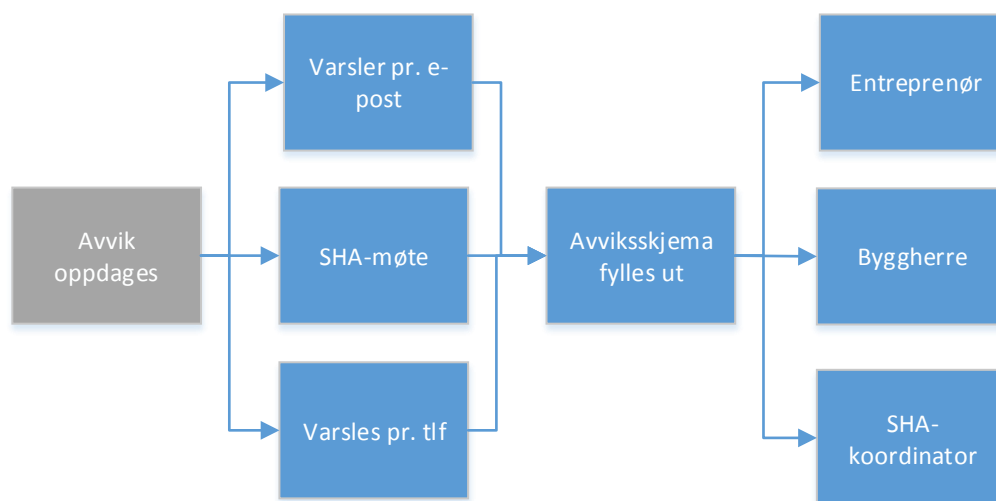 Avvik
oppdages
Varsler pr. e-
post
SHA-møte
Varsles pr. tlf
Avviksskjema
fylles ut
Entreprenør
Byggherre
SHA-
koordinator